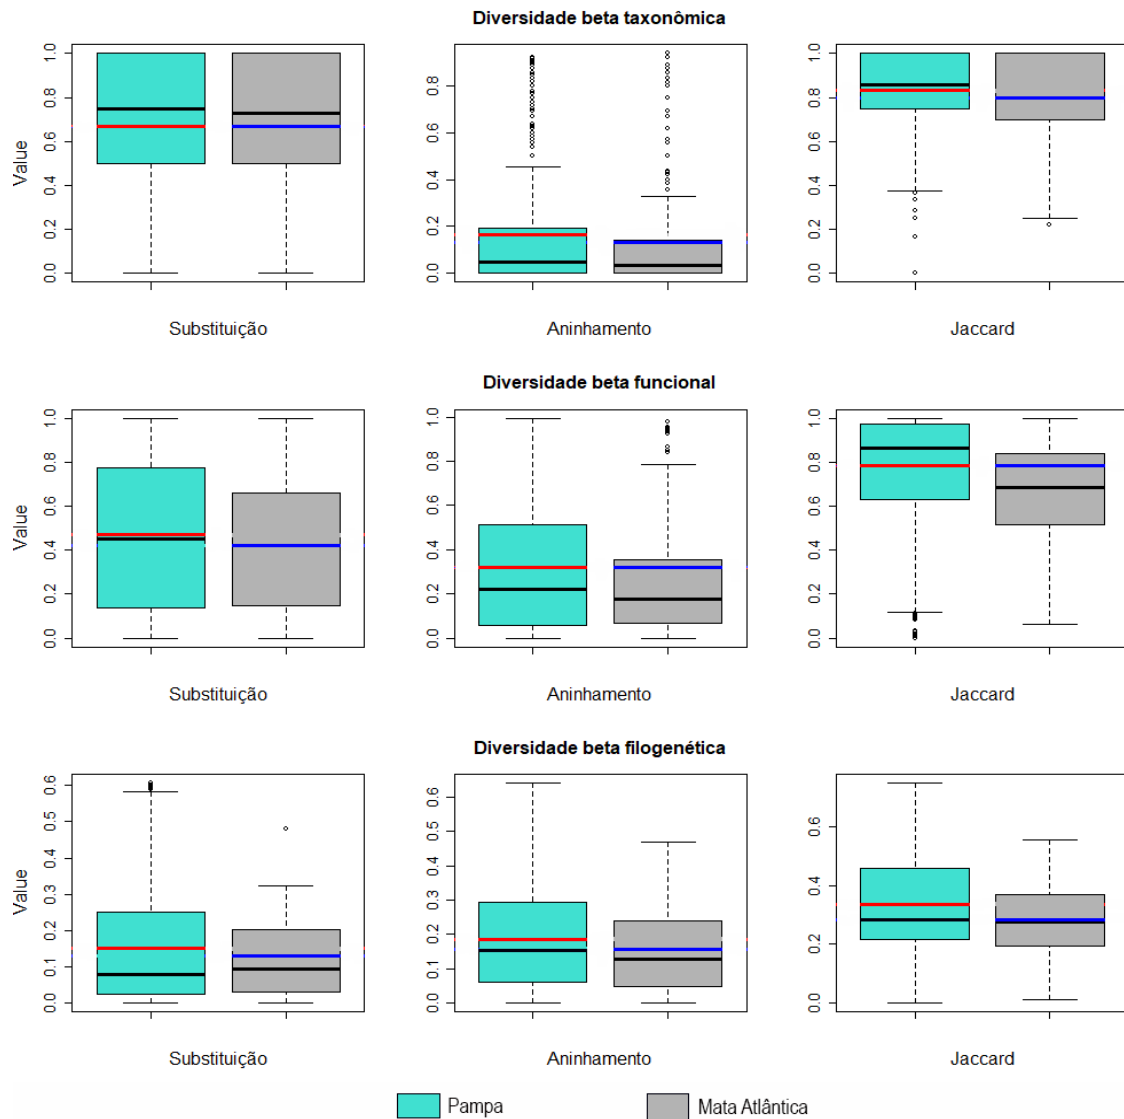 Diversidade beta taxonômica
Value
0.0 0.2 0.4 0.6 0.8 1.0
0.0 0.2 0.4 0.6 0.8
0.0 0.2 0.4 0.6 0.8 1.0
Substituição Aninhamento Jaccard
Diversidade beta funcional
Value
0.0 0.2 0.4 0.6 0.8 1.0
0.0 0.2 0.4 0.6 0.8 1.0
0.0 0.2 0.4 0.6 0.8 1.0
Substituição Aninhamento Jaccard
Diversidade beta filogenética
Value
0.0 0.1 0.2 0.3 0.4 0.5 0.6
0.0 0.1 0.2 0.3 0.4 0.5 0.6
0.0 0.2 0.4 0.6
Substituição Aninhamento Jaccard
Pampa Mata Atlântica